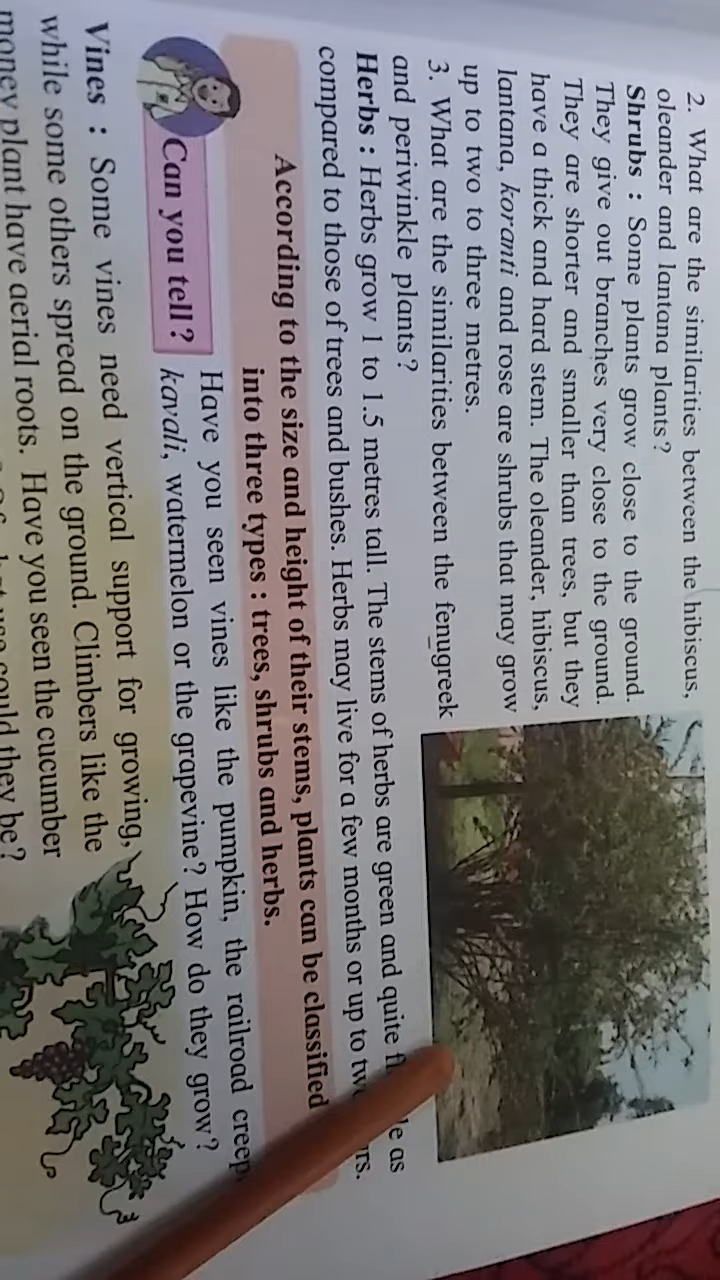 2. What are the similarities between the hibiscus,
oleander and lantana plants?
Shrubs : Some plants grow close to the ground.
They give out branches very close to the ground.
They are shorter and smaller than trees, but they
have a thick and hard stem. The oleander, hibiscus,
lantana, koranti and rose are shrubs that may grow
up to two to three metres.
3. What are the similarities between the fenugreek
and periwinkle plants?
Herbs : Herbs grow 1 to 1.5 metres tall. The stems of herbs are green and quite as
compared to those of trees and bushes. Herbs may live for a few months or up to
According to the size and height of their stems, plants can be classified
into three types : trees, shrubs and herbs.
Can you tell?
Have you seen vines like the pumpkin, the railroad
kavali, watermelon or the grapevine? How do they grow?
Vines : Some vines need vertical support for growing,
while some others spread on the ground. Climbers like the
money plant have aerial roots. Have you seen the cucumber
could they be?